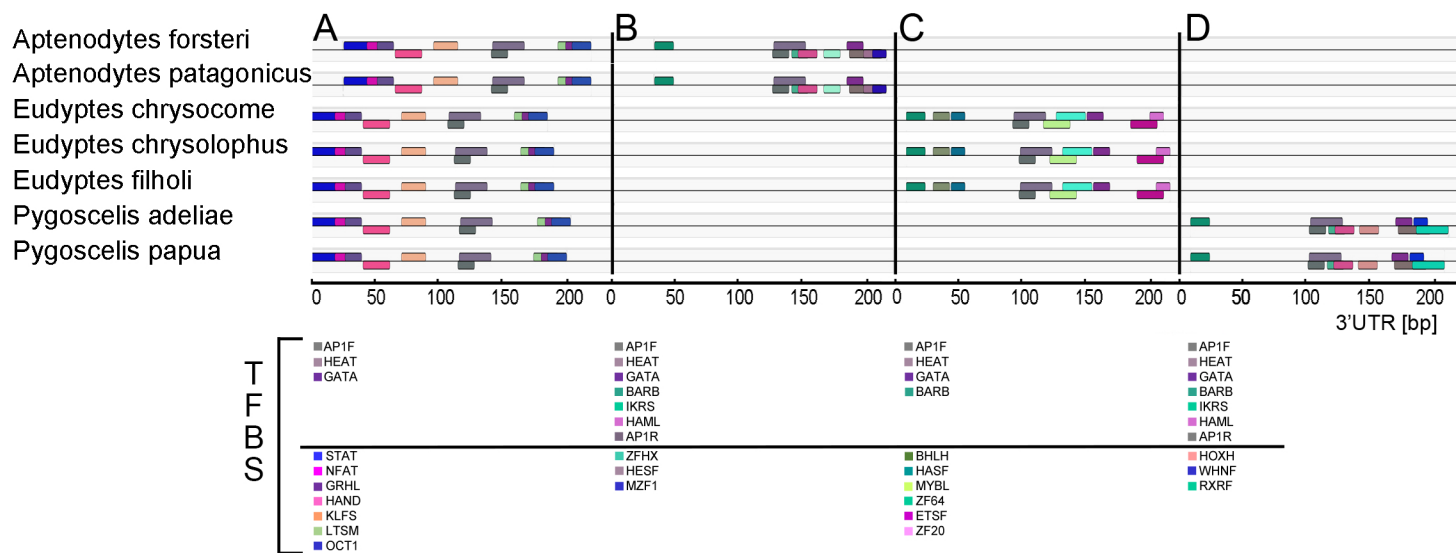 A B C D
Aptenodytes forsteri
Aptenodytes patagonicus
Eudyptes chrysocome
Eudyptes chrysolophus
Eudyptes filholi
Pygoscelis adeliae
Pygoscelis papua
0 50 100 150 200 0 50 100 150 200 0 50 100 150 200 0 50 100 150 200
3'UTR [bp]
TFBS
AP1F AP1F AP1F AP1F
HEAT HEAT HEAT HEAT
GATA GATA GATA GATA
BARB BARB BARB
IKRS IKRS
HAML HAML
AP1R AP1R
STAT ZFHX BHLH HOXH
NFAT HESF HASF WHNF
GRHL MZF1 MYBL RXRF
HAND ZF64
KLFS ETSF
LTSM ZF20
OCT1